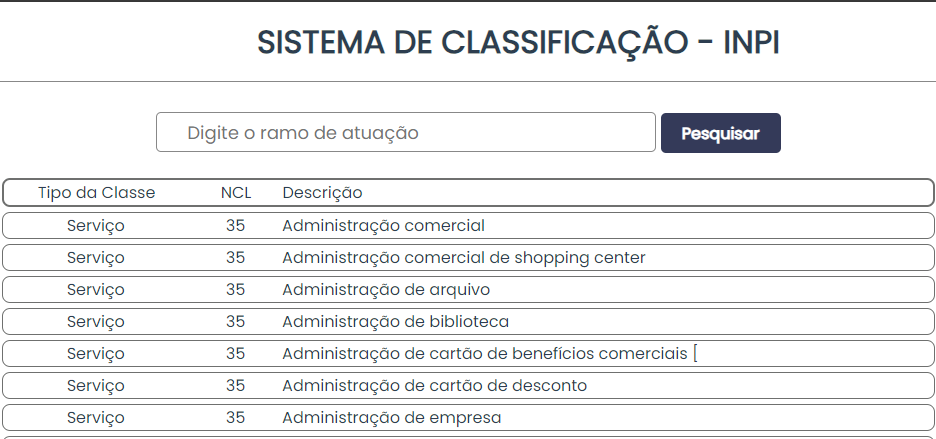 SISTEMA DE CLASSIFICAÇÃO - INPI
Digite o ramo de atuação Pesquisar
Tipo da Classe NCL Descrição
Serviço 35 Administração comercial
Serviço 35 Administração comercial de shopping center
Serviço 35 Administração de arquivo
Serviço 35 Administração de biblioteca
Serviço 35 Administração de cartão de benefícios comerciais [
Serviço 35 Administração de cartão de desconto
Serviço 35 Administração de empresa